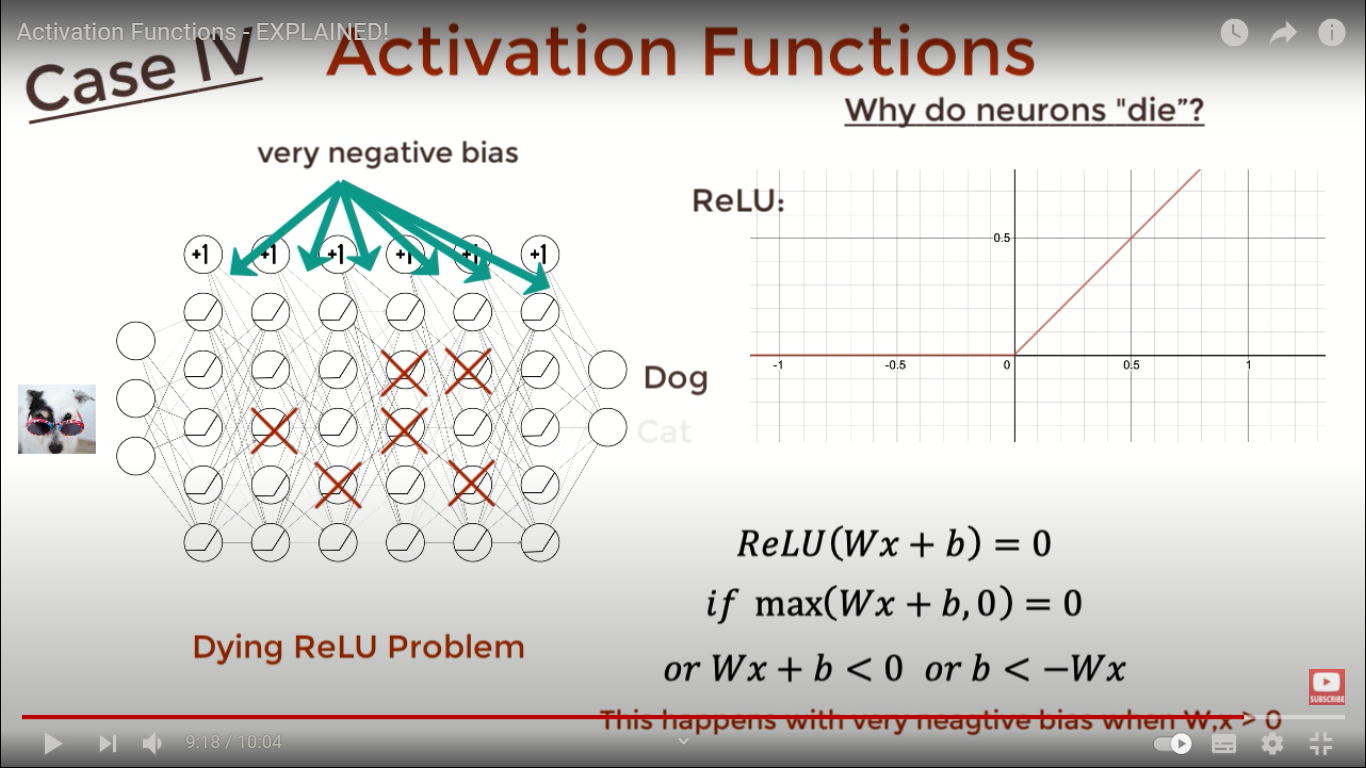 Activation Functions - EXPLAINED!
Case IV
Activation Functions
Why do neurons "die”?
very negative bias
ReLU:
+1 +1 +1 +1 +1 +1
0.5
-1 -0.5 0 0.5 1
Dog
Cat
ReLU(Wx + b) = 0
if max(Wx + b, 0) = 0
or Wx + b < 0 or b < −Wx
Dying ReLU Problem
SUBSCRIBE
This happens with very neagtive bias when W,x > 0
9:18 / 10:04